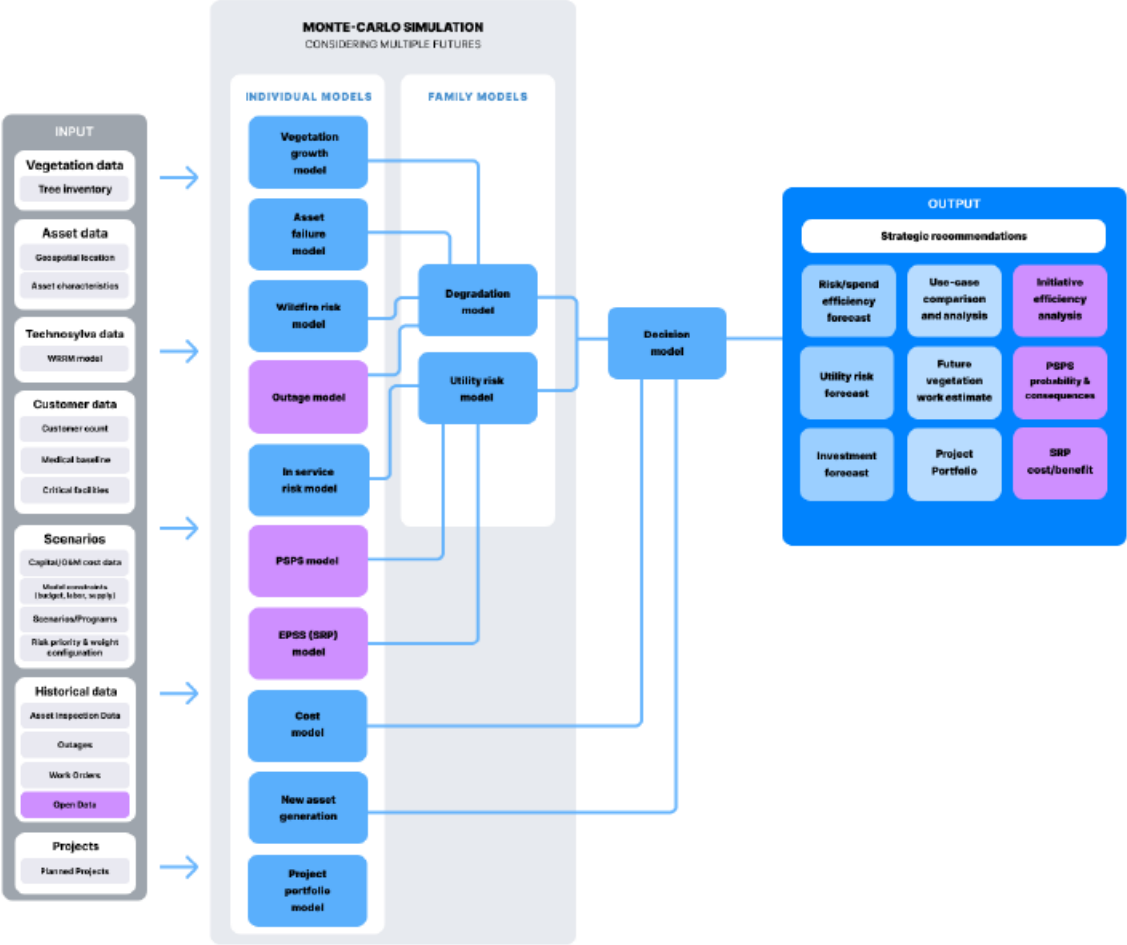 MONTE-CARLO SIMULATION
CONSIDERING MULTIPLE FUTURES
INPUT
Vegetation data
Tree inventory
Asset data
Geospatial location
Asset characteristics
Technosylva data
WRRM model
Customer data
Customer count
Medical baseline
Critical facilities
Scenarios
Capital/O&M cost data
Model constraints
(budget, labor, supply)
Scenarios/Programs
Risk priority & weight
configuration
Historical data
Asset Inspection Data
Outages
Work Orders
Open Data
Projects
Planned Projects
INDIVIDUAL MODELS
Vegetation
growth
model
Asset
failure
model
Wildfire risk
model
Outage model
In service
risk model
PSPS model
EPSS (SRP)
model
Cost
model
New asset
generation
Project
portfolio
model
FAMILY MODELS
Degradation
model
Utility risk
model
Decision
model
OUTPUT
Strategic recommendations
Risk/spend
efficiency
forecast
Use-case
comparison
and analysis
Initiative
efficiency
analysis
Utility risk
forecast
Future
vegetation
work estimate
PSPS
probability &
consequences
Investment
forecast
Project
Portfolio
SRP
cost/benefit